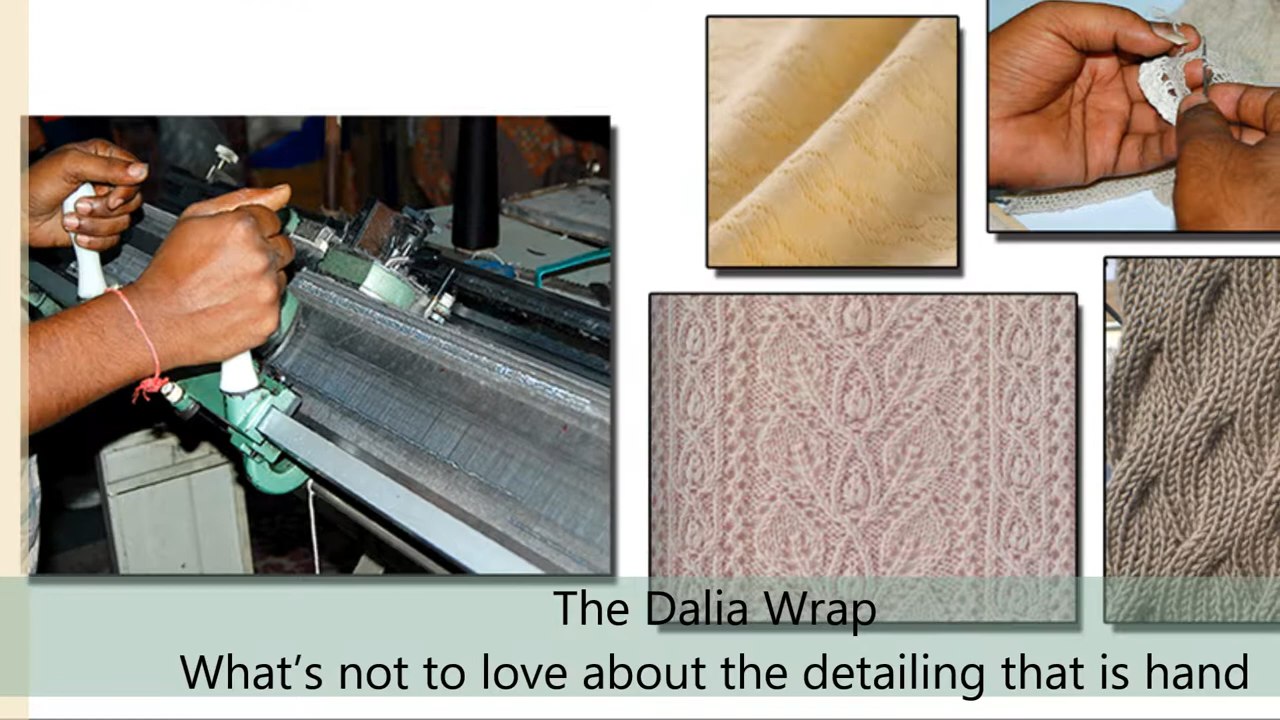 The Dalia Wrap
What’s not to love about the detailing that is hand